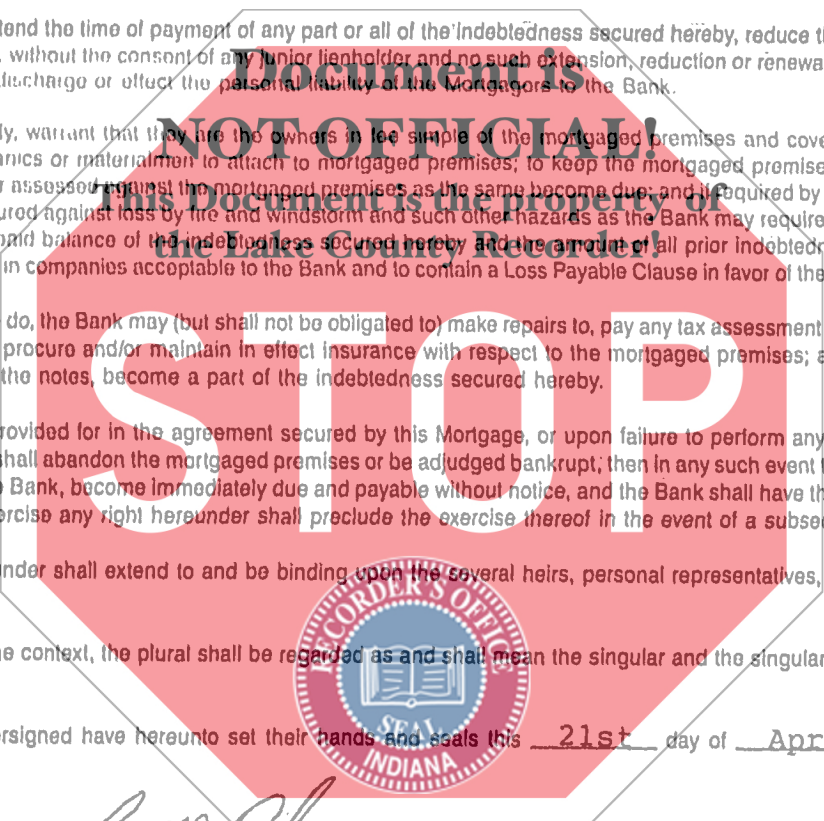 tend the time of payment of any part or all of the indebtedness secured hereby, reduce t
, without the consent of any junior lienholder and no such extension, reduction or renewa
discharge or effect the personal liability of the Mortgagors to the Bank.
Document is
ly, warrant that they are the owners in fee simple of the mortgaged premises and cove
NOT OFFICIAL!
anics or materialmen to attach to mortgaged premises; to keep the mortgaged premise
r assessed against the mortgaged premises as the same become due; and if required by
This Document is the property of
ured against loss by fire and windstorm and such other hazards as the Bank may require
paid balance of the indebtedness secured hereby and the amount of all prior indebted
the Lake County Recorder!
in companies acceptable to the Bank and to contain a Loss Payable Clause in favor of the
do, the Bank may (but shall not be obligated to) make repairs to, pay any tax assessment
procure and/or maintain in effect insurance with respect to the mortgaged premises; a
the notes, become a part of the indebtedness secured hereby.
STOP
rovided for in the agreement secured by this Mortgage, or upon failure to perform any
shall abandon the mortgaged premises or be adjudged bankrupt, then in any such event
Bank, become immediately due and payable without notice, and the Bank shall have th
ercise any right hereunder shall preclude the exercise thereof in the event of a subse
under shall extend to and be binding upon the several heirs, personal representatives,
RECORDER'S OFFICE
e context, the plural shall be regarded as and shall mean the singular and the singular
SEAL
ersigned have hereunto set their hands and seals this 21st day of Apr
INDIANA